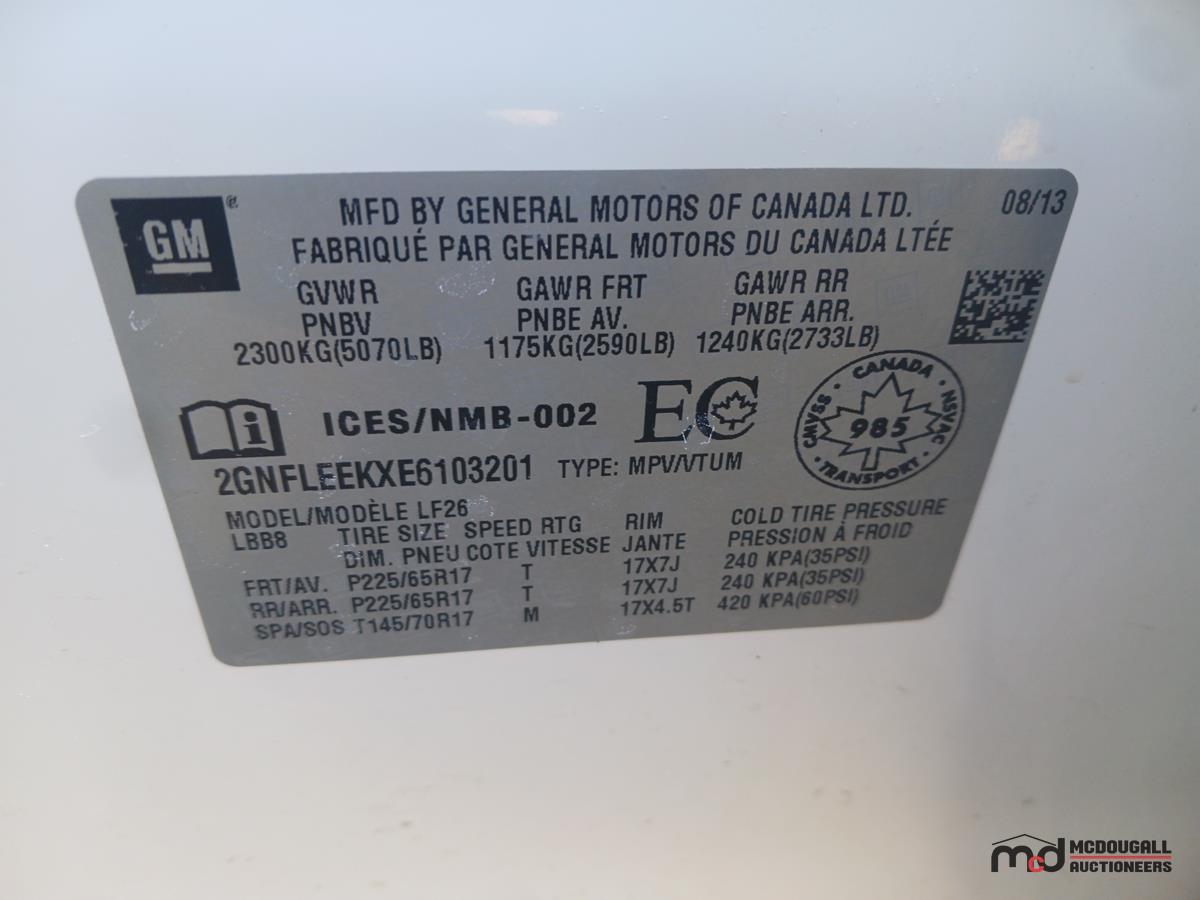 GM
MFD BY GENERAL MOTORS OF CANADA LTD. 08/13
FABRIQUÉ PAR GENERAL MOTORS DU CANADA LTÉE
GVWR GAWR FRT GAWR RR
PNBV PNBE AV. PNBE ARR.
2300KG(5070LB) 1175KG(2590LB) 1240KG(2733LB)
ICES/NMB-002 EC
CANADA
CMVSS 985 NSVAC
TRANSPORT
2GNFLEEKXE6103201 TYPE: MPV/VTUM
MODEL/MODÈLE LF26
LBB8 TIRE SIZE SPEED RTG RIM COLD TIRE PRESSURE
DIM. PNEU COTE VITESSE JANTE PRESSION À FROID
FRT/AV. P225/65R17 T 17X7J 240 KPA(35PSI)
RR/ARR. P225/65R17 T 17X7J 240 KPA(35PSI)
SPA/SOS T145/70R17 M 17X4.5T 420 KPA(60PSI)
mcd MCDOUGALL
AUCTIONEERS